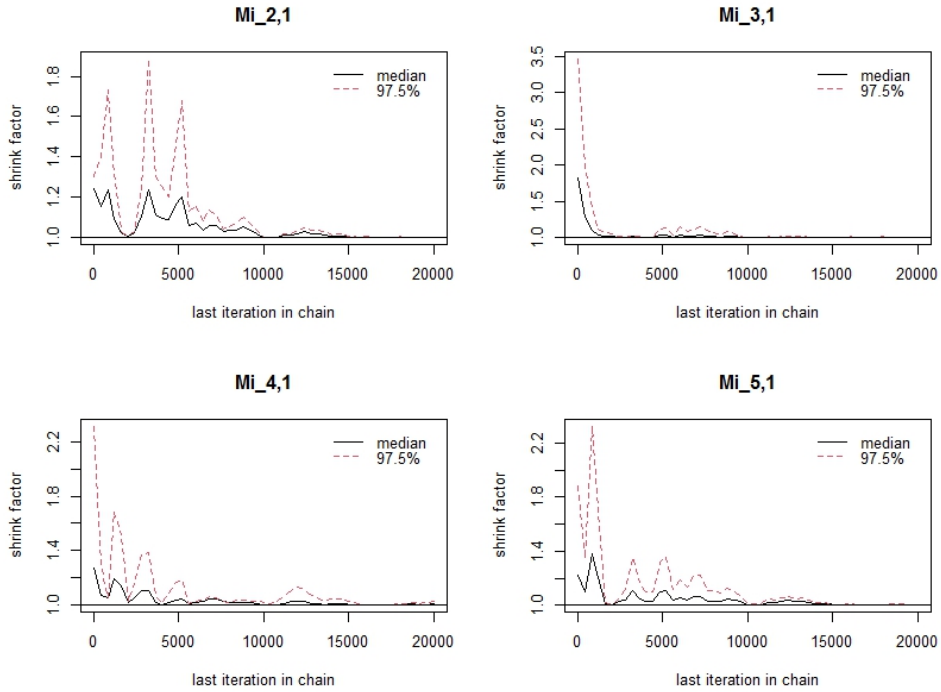 Mi_2,1
shrink factor
1.8
1.6
1.4
1.2
1.0
median
97.5%
0 5000 10000 15000 20000
last iteration in chain
Mi_3,1
shrink factor
3.5
3.0
2.5
2.0
1.5
1.0
median
97.5%
0 5000 10000 15000 20000
last iteration in chain
Mi_4,1
shrink factor
2.2
1.8
1.4
1.0
median
97.5%
0 5000 10000 15000 20000
last iteration in chain
Mi_5,1
shrink factor
2.2
1.8
1.4
1.0
median
97.5%
0 5000 10000 15000 20000
last iteration in chain